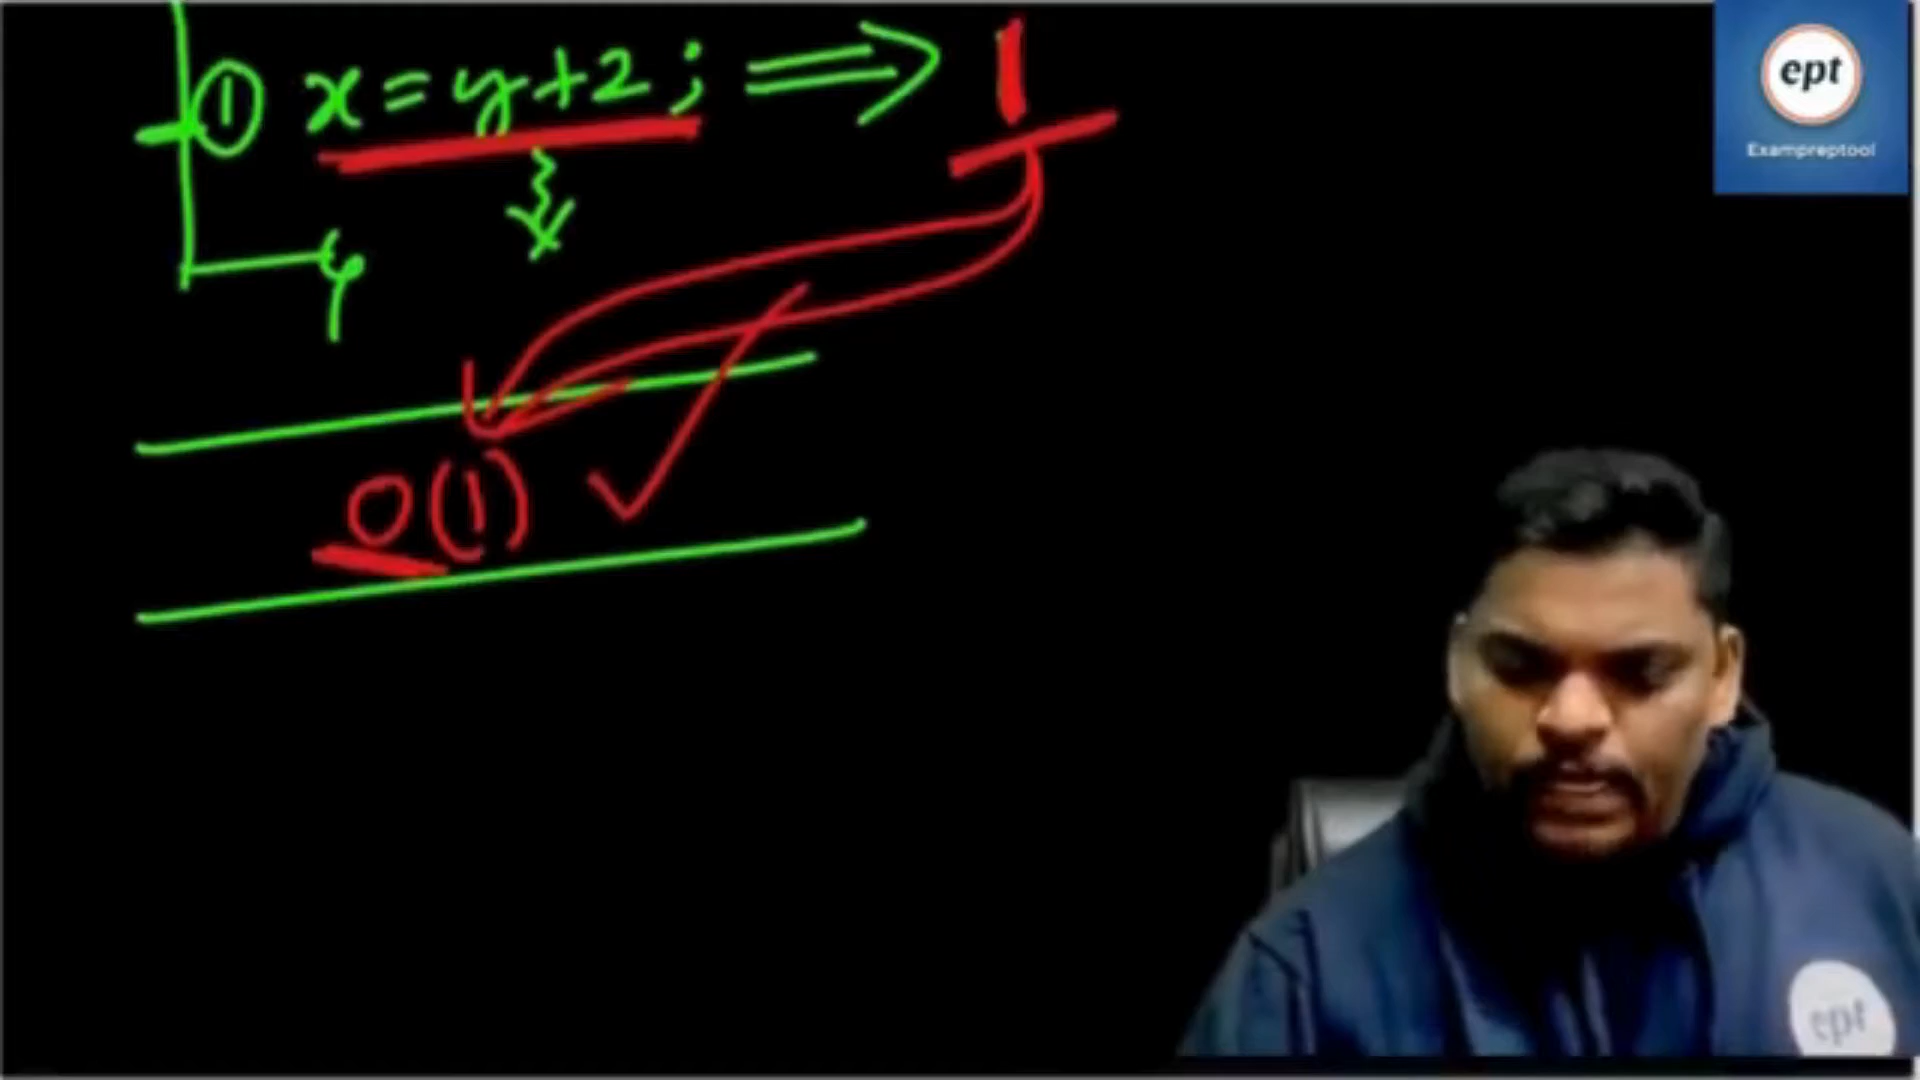 ① x = y + 2 ; ⇒ 1
O(1) ✓
ept
Exampreptool
ept